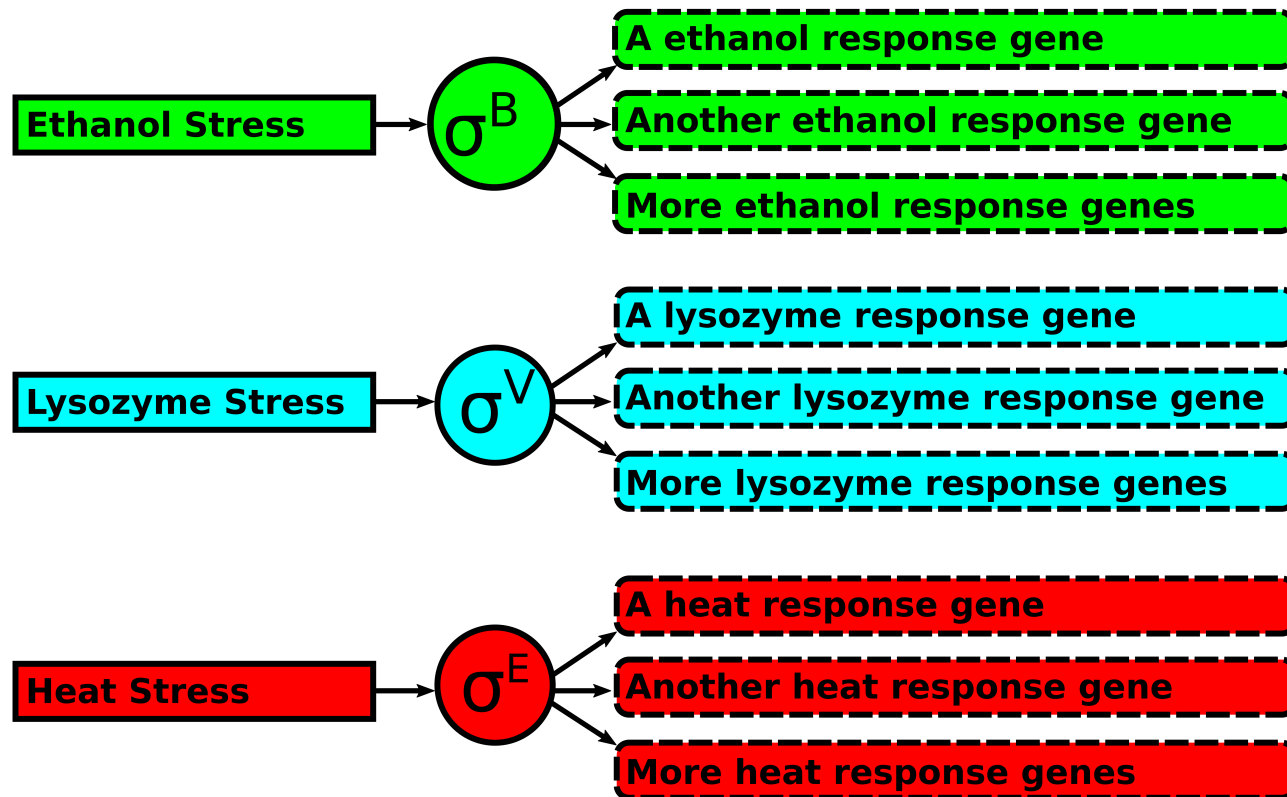 Ethanol Stress
σB
A ethanol response gene
Another ethanol response gene
More ethanol response genes
Lysozyme Stress
σV
A lysozyme response gene
Another lysozyme response gene
More lysozyme response genes
Heat Stress
σE
A heat response gene
Another heat response gene
More heat response genes